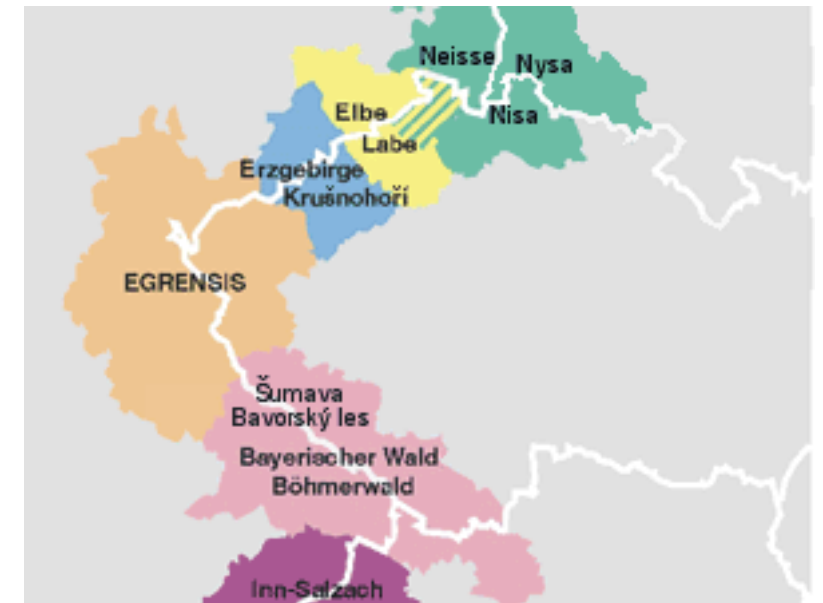 Neisse
Nysa
Nisa
Elbe
Labe
Erzgebirge
Krušnohoří
EGRENSIS
Šumava
Bavorský les
Bayerischer Wald
Böhmerwald
Inn-Salzach